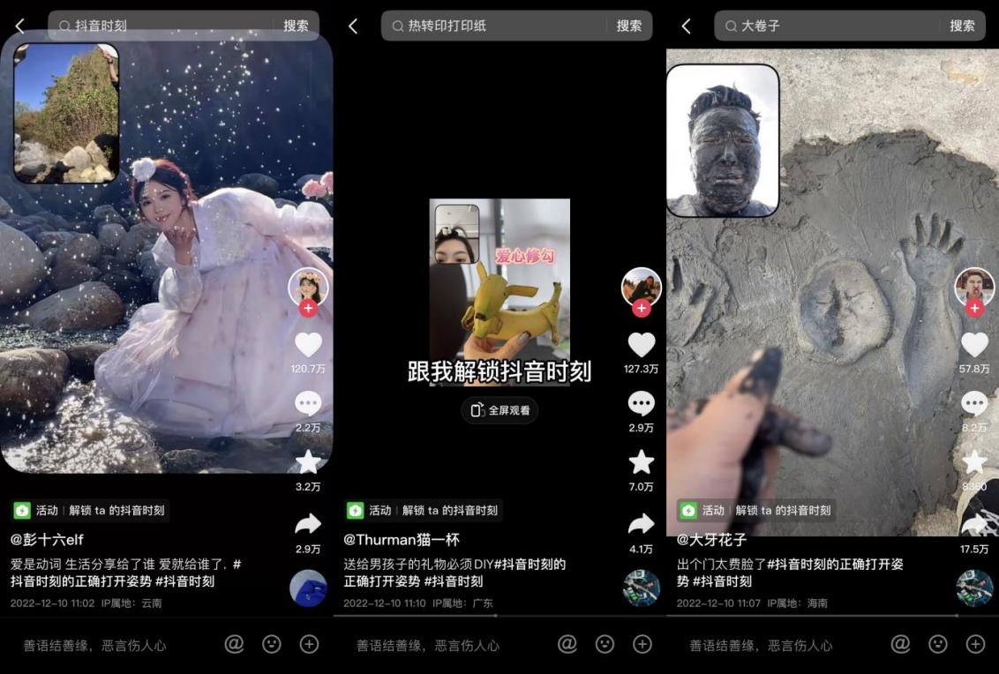 抖音时刻
搜索
120.7万
2.2万
3.2万
2.9万
活动 | 解锁 ta 的抖音时刻
@彭十六elf
爱是动词 生活分享给了谁 爱就给谁了. #
抖音时刻的正确打开姿势 #抖音时刻
2022-12-10 11:02 IP属地：云南
善语结善缘，恶言伤人心
热转印打印纸
搜索
爱心修勾
跟我解锁抖音时刻
全屏观看
127.3万
2.9万
7.0万
4.1万
活动 | 解锁 ta 的抖音时刻
@Thurman猫一杯
送给男孩子的礼物必须DIY#抖音时刻的
正确打开姿势 #抖音时刻
2022-12-10 11:10 IP属地：广东
善语结善缘，恶言伤人心
大卷子
搜索
57.8万
8.2万
8360
17.5万
活动 | 解锁 ta 的抖音时刻
@大牙花子
出个门太费脸了#抖音时刻的正确打开姿
势 #抖音时刻
2022-12-10 11:07 IP属地：海南
善语结善缘，恶言伤人心